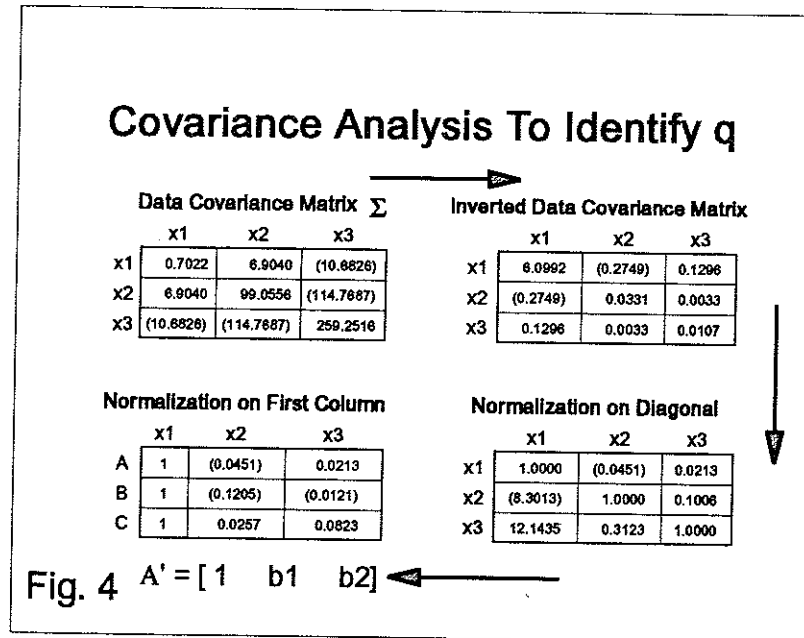 Covariance Analysis To Identify q
Data Covariance Matrix Σ
x1 x2 x3
x1 0.7022 6.9040 (10.6826)
x2 6.9040 99.0556 (114.7687)
x3 (10.6826) (114.7687) 259.2516
Inverted Data Covariance Matrix
x1 x2 x3
x1 6.0992 (0.2749) 0.1296
x2 (0.2749) 0.0331 0.0033
x3 0.1296 0.0033 0.0107
Normalization on First Column
x1 x2 x3
A 1 (0.0451) 0.0213
B 1 (0.1205) (0.0121)
C 1 0.0257 0.0823
Normalization on Diagonal
x1 x2 x3
x1 1.0000 (0.0451) 0.0213
x2 (8.3013) 1.0000 0.1006
x3 12.1435 0.3123 1.0000
Fig. 4 A' = [ 1 b1 b2]